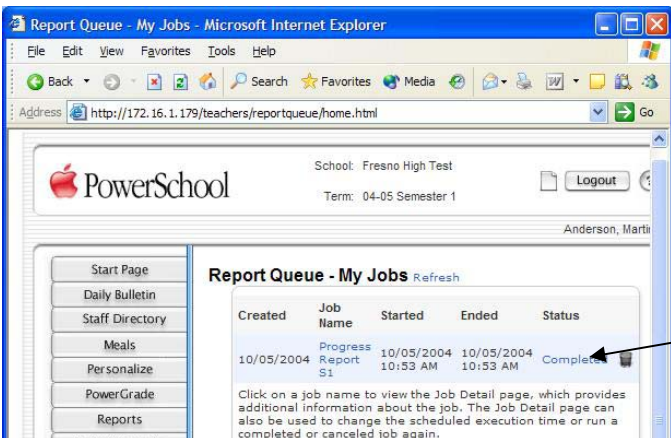 Report Queue - My Jobs - Microsoft Internet Explorer
File Edit View Favorites Tools Help
Back Search Favorites Media
Address http://172.16.1.179/teachers/reportqueue/home.html Go
PowerSchool
School: Fresno High Test
Term: 04-05 Semester 1
Logout ?
Anderson, Marti
Start Page
Daily Bulletin
Staff Directory
Meals
Personalize
PowerGrade
Reports
Report Queue - My Jobs Refresh
Created Job Name Started Ended Status
10/05/2004 Progress Report S1 10/05/2004 10:53 AM 10/05/2004 10:53 AM Completed
Click on a job to view the Job Detail page, which provides
additional information about the job. The Job Detail page can
also be used to change the scheduled execution time or run a
completed or canceled job again.